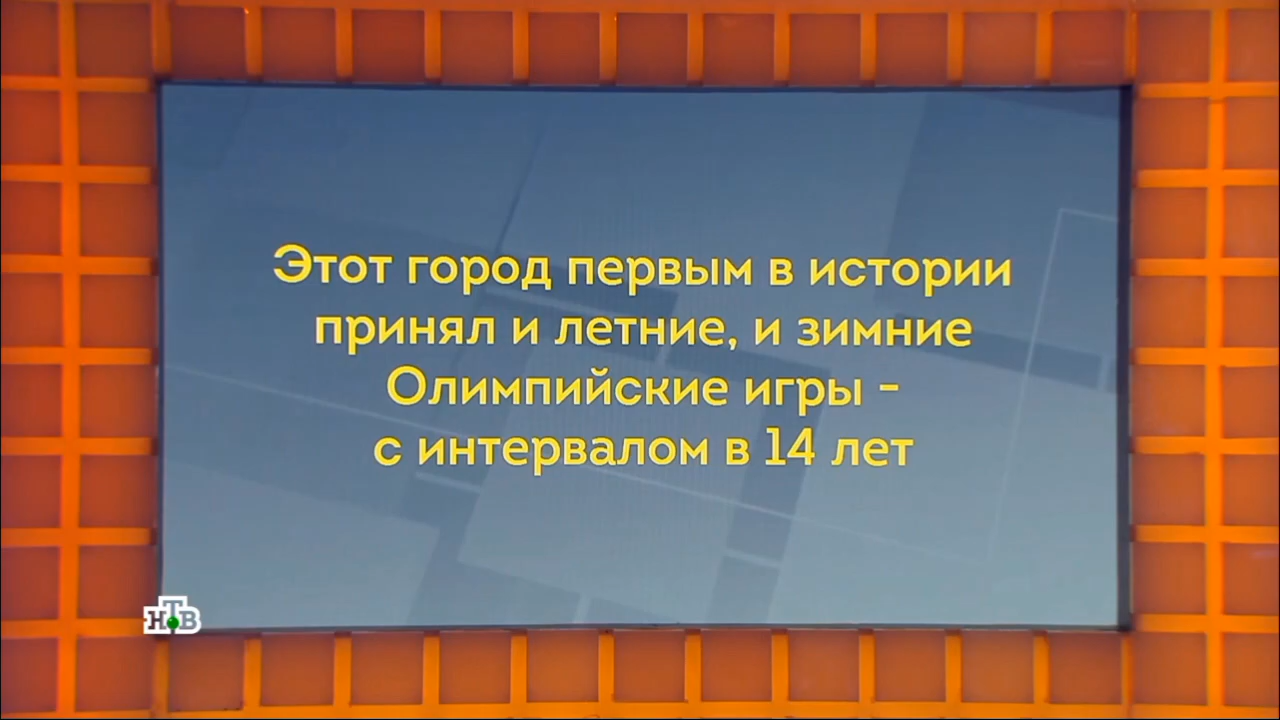 Этот город первым в истории
принял и летние, и зимние
Олимпийские игры -
с интервалом в 14 лет
НТВ